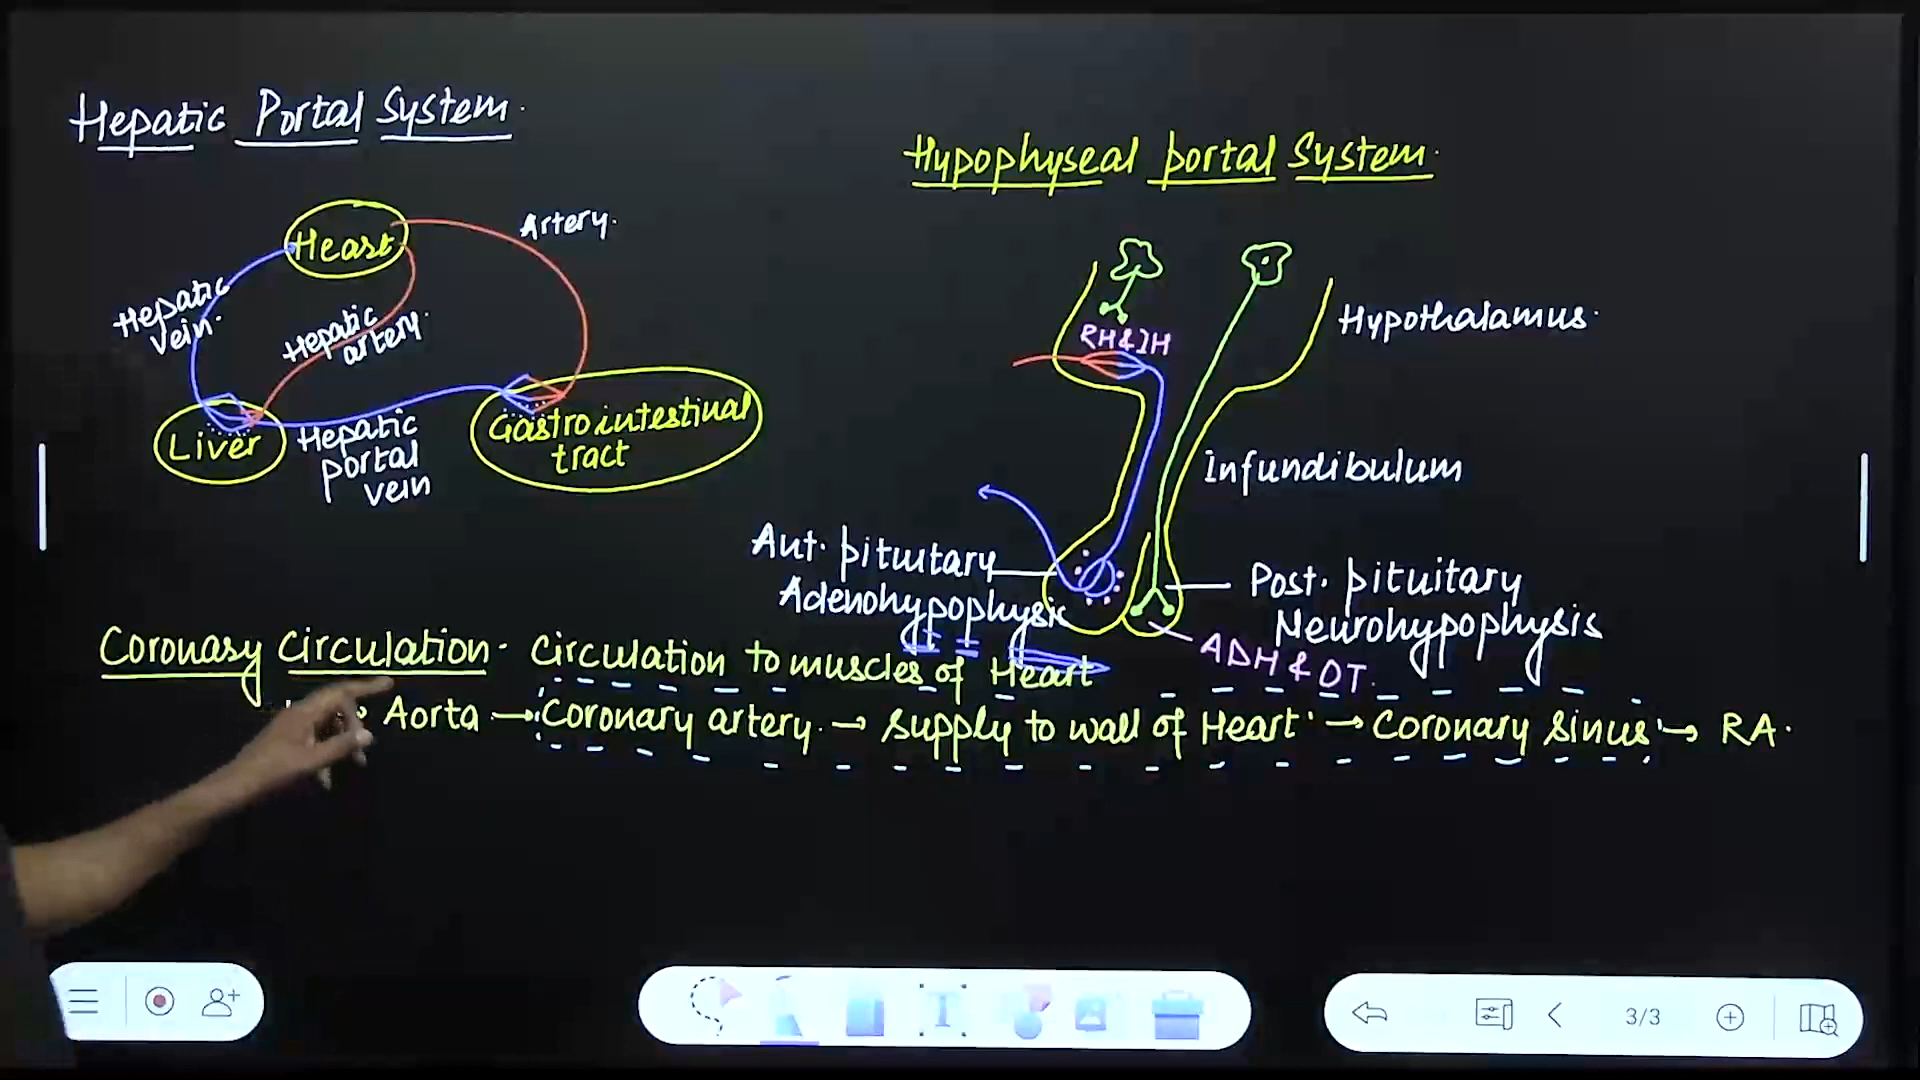 Hepatic Portal System.
Heart
Artery.
Hepatic
vein.
Hepatic
artery.
Liver
Hepatic
portal
vein
Gastrointestinal
tract
Hypophyseal portal System.
RH & IH
Hypothalamus.
Infundibulum
Ant. pituitary
Adenohypophysis
Post. pituitary
Neurohypophysis
ADH & OT.
Coronary Circulation - Circulation to muscles of Heart
Aorta → Coronary artery. → supply to wall of Heart → Coronary sinus → RA.
T
3/3